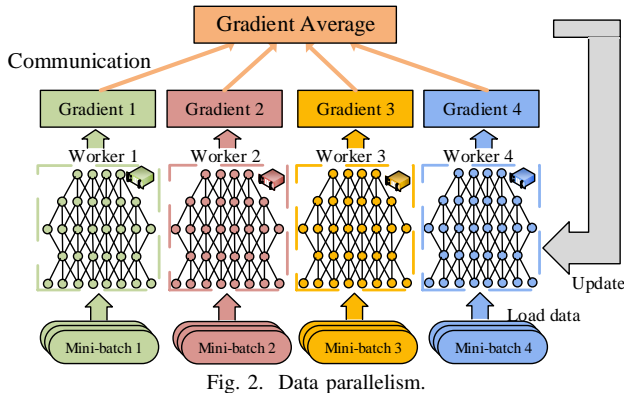 Gradient Average
Communication
Gradient 1
Gradient 2
Gradient 3
Gradient 4
Worker 1
Worker 2
Worker 3
Worker 4
Update
Load data
Mini-batch 1
Mini-batch 2
Mini-batch 3
Mini-batch 4
Fig. 2. Data parallelism.